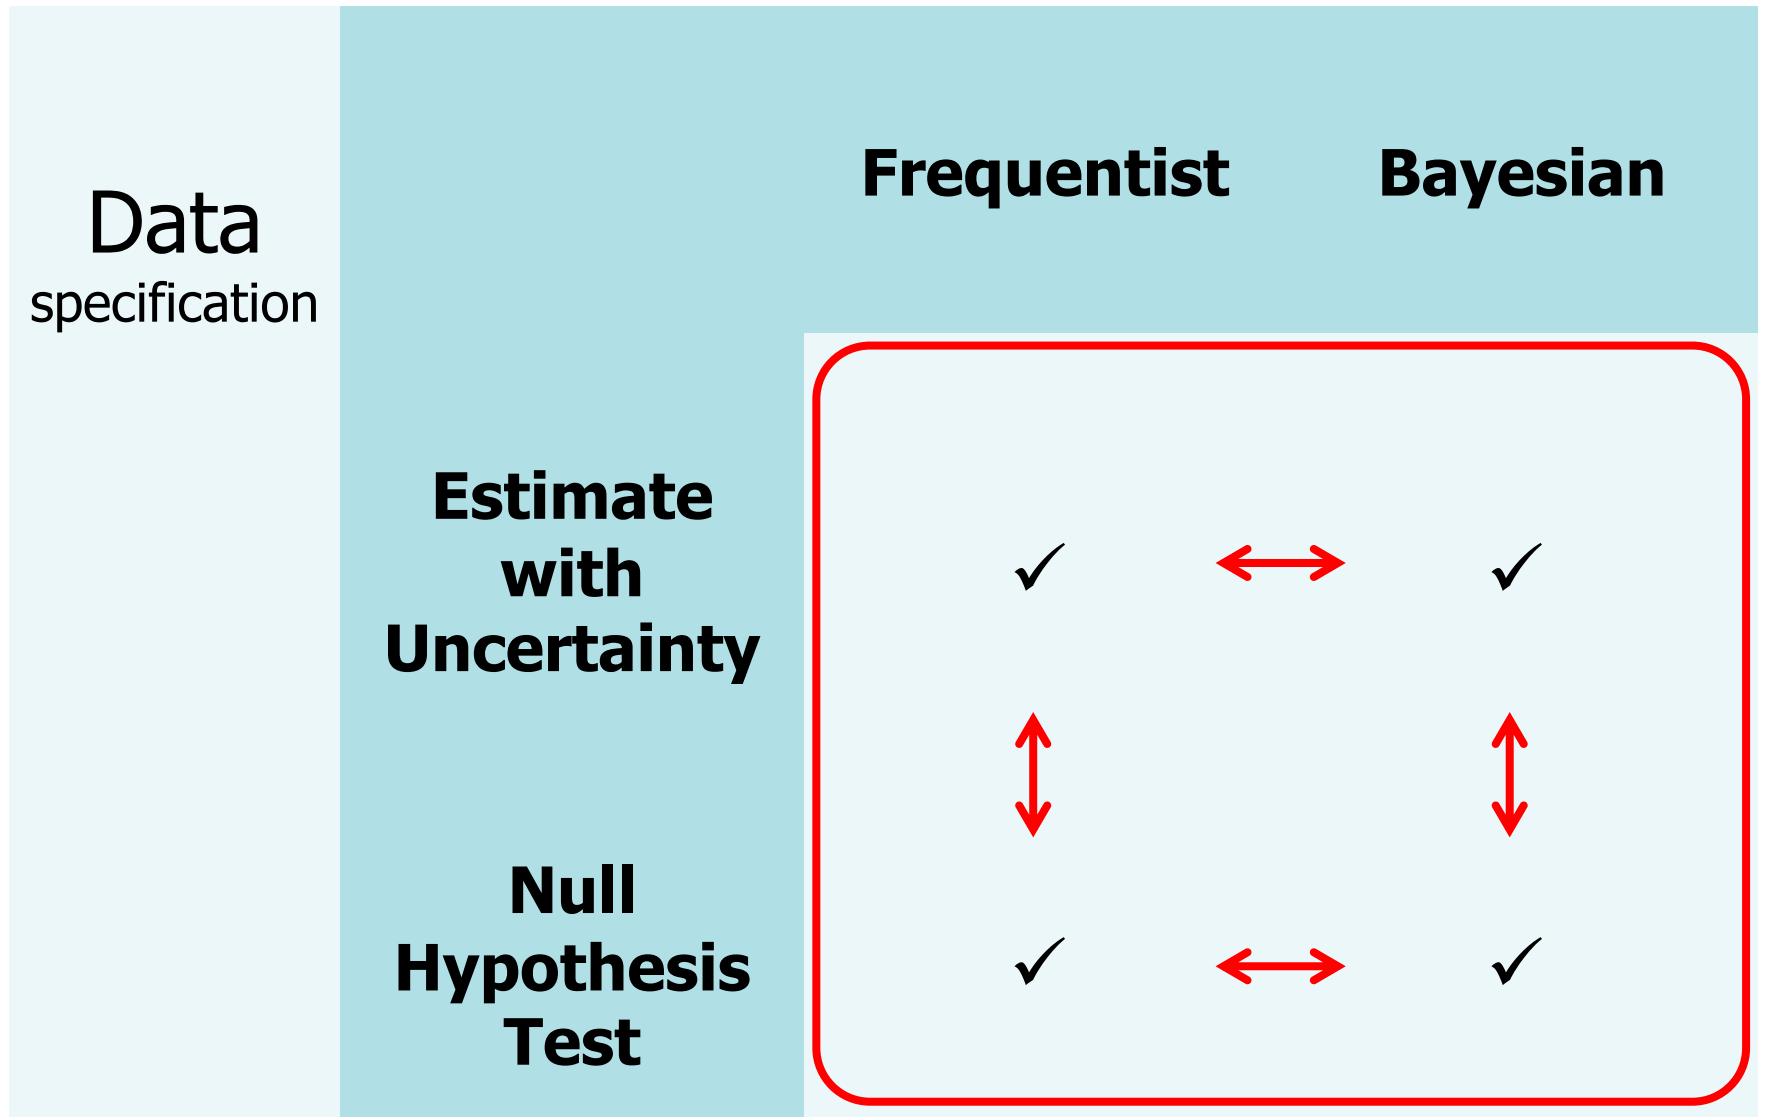 Data
specification
Frequentist Bayesian
Estimate
with
Uncertainty
✓ ✓
Null
Hypothesis
Test
✓ ✓